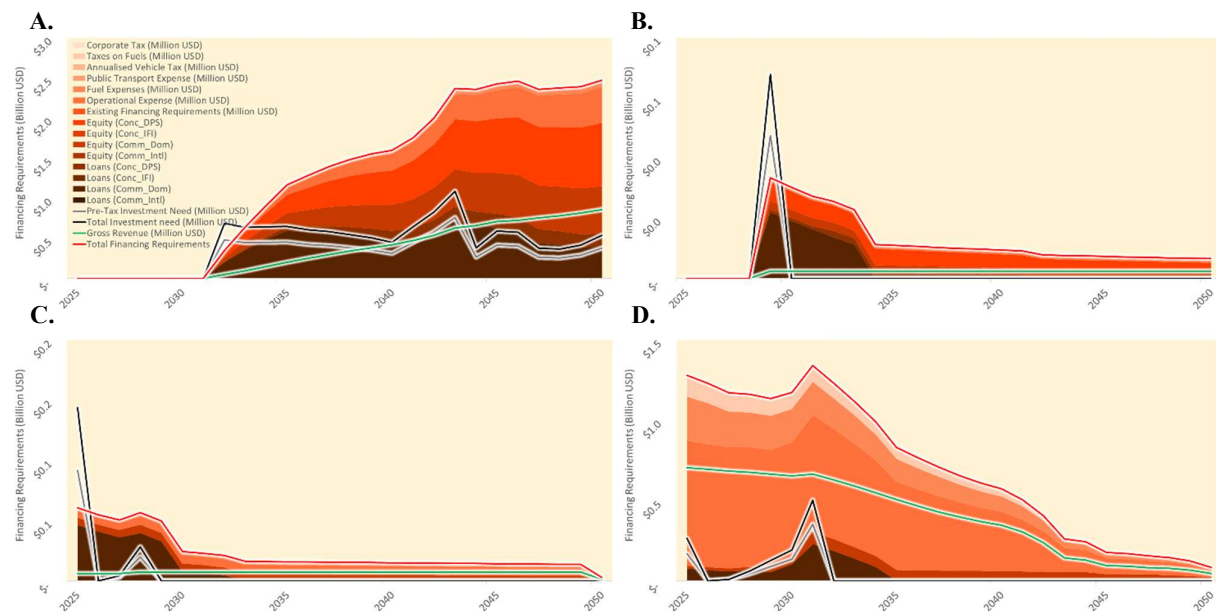 A.
Financing Requirements (Billion USD)
$3.0
$2.5
$2.0
$1.5
$1.0
$0.5
$-
Corporate Tax (Million USD)
Taxes on Fuels (Million USD)
Annualised Vehicle Tax (Million USD)
Public Transport Expense (Million USD)
Fuel Expenses (Million USD)
Operational Expense (Million USD)
Existing Financing Requirements (Million USD)
Equity (Conc_DPS)
Equity (Conc_IFI)
Equity (Comm_Dom)
Equity (Comm_Intl)
Loans (Conc_DPS)
Loans (Conc_IFI)
Loans (Comm_Dom)
Loans (Comm_Intl)
Pre-Tax Investment Need (Million USD)
Total Investment need (Million USD)
Gross Revenue (Million USD)
Total Financing Requirements
2025
2030
2035
2040
2045
2050
B.
Financing Requirements (Billion USD)
$0.1
$0.1
$0.0
$0.0
$-
2025
2030
2035
2040
2045
2050
C.
Financing Requirements (Billion USD)
$0.2
$0.2
$0.1
$0.1
$-
2025
2030
2035
2040
2045
2050
D.
Financing Requirements (Billion USD)
$1.5
$1.0
$0.5
$-
2025
2030
2035
2040
2045
2050